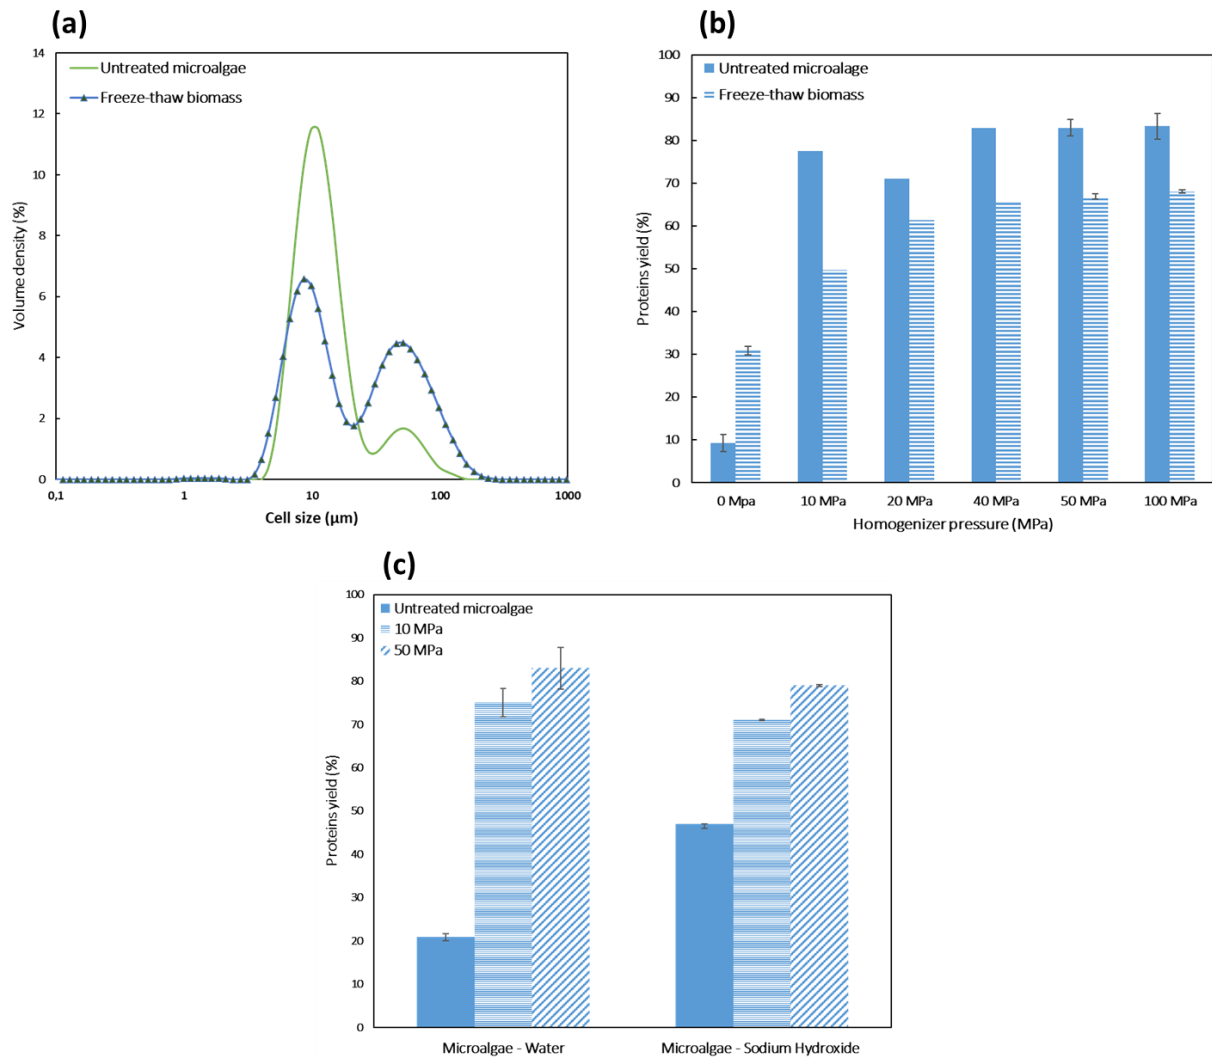 (a)
14
12
10
8
6
4
2
0
Volume density (%)
Untreated microalgae
Freeze-thaw biomass
0,1 1 10 100 1000
Cell size (µm)
(b)
100
90
80
70
60
50
40
30
20
10
0
Proteins yield (%)
Untreated microalage
Freeze-thaw biomass
0 Mpa 10 MPa 20 MPa 40 MPa 50 MPa 100 MPa
Homogenizer pressure (MPa)
(c)
100
90
80
70
60
50
40
30
20
10
0
Proteins yield (%)
Untreated microalgae
10 MPa
50 MPa
Microalgae - Water Microalgae - Sodium Hydroxide